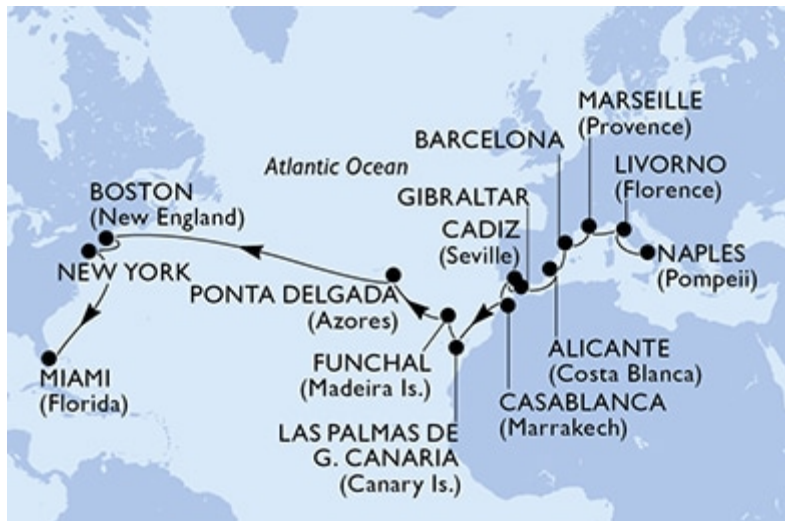 MARSEILLE
(Provence)
BARCELONA
LIVORNO
(Florence)
Atlantic Ocean
GIBRALTAR
BOSTON
(New England)
CADIZ
(Seville)
NAPLES
(Pompeii)
NEW YORK
PONTA DELGADA
(Azores)
FUNCHAL
(Madeira Is.)
ALICANTE
(Costa Blanca)
MIAMI
(Florida)
CASABLANCA
(Marrakech)
LAS PALMAS DE
G. CANARIA
(Canary Is.)